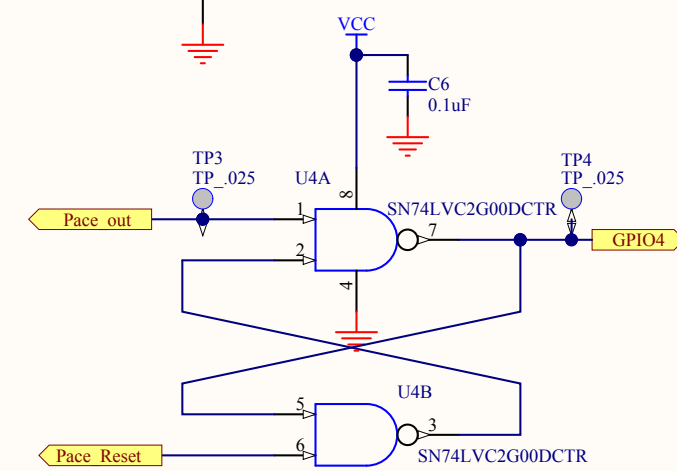 VCC
C6
0.1uF
TP3
TP_.025
U4A
TP4
TP_.025
8
SN74LVC2G00DCTR
1
Pace_out
7
GPIO4
2
4
U4B
5
3
6
Pace_Reset
SN74LVC2G00DCTR